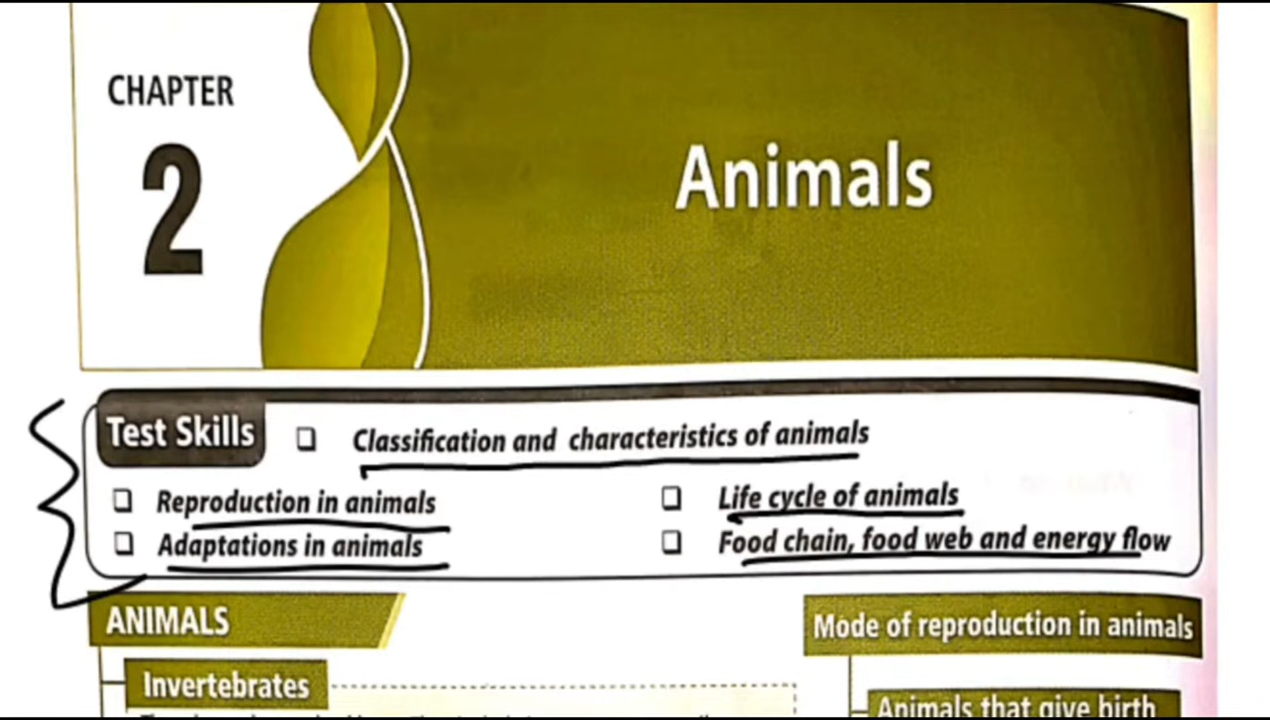 CHAPTER
2
Animals
Test Skills
❑ Classification and characteristics of animals
❑ Reproduction in animals
❑ Life cycle of animals
❑ Adaptations in animals
❑ Food chain, food web and energy flow
ANIMALS
Mode of reproduction in animals
Invertebrates
Animals that give birth